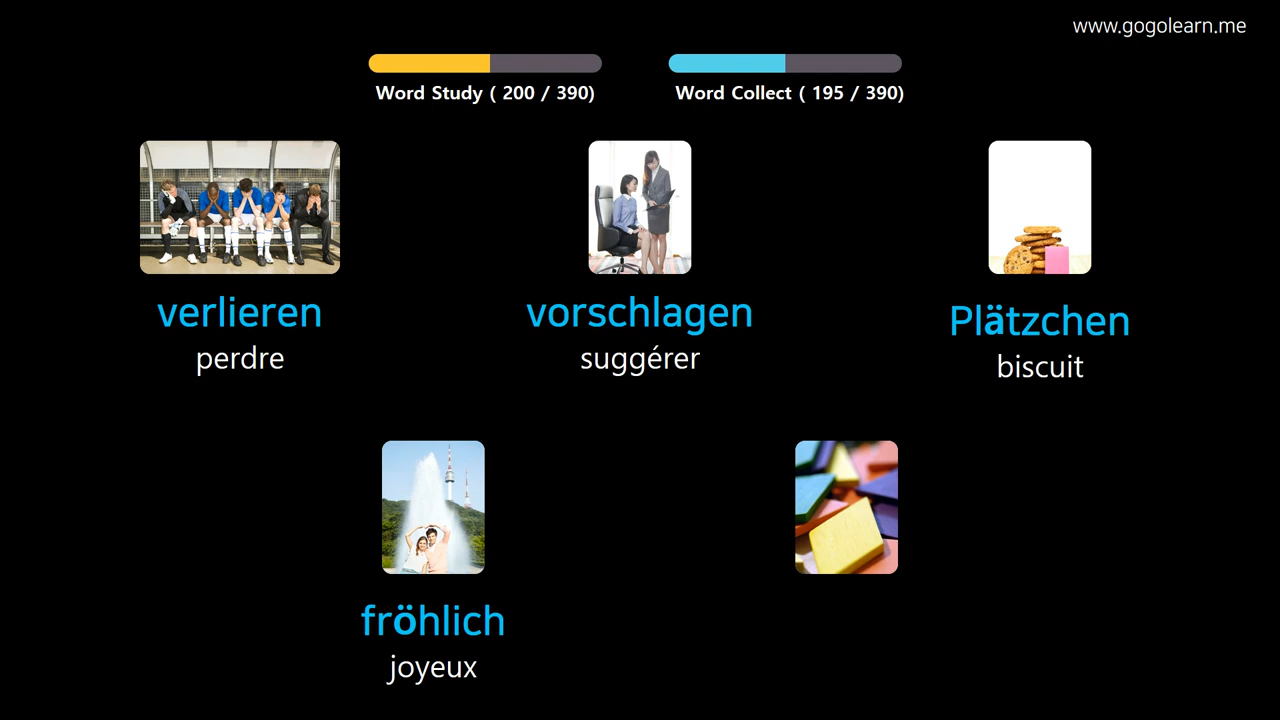 www.gogolearn.me
Word Study ( 200 / 390)
Word Collect ( 195 / 390)
verlieren
perdre
vorschlagen
suggérer
Plätzchen
biscuit
fröhlich
joyeux